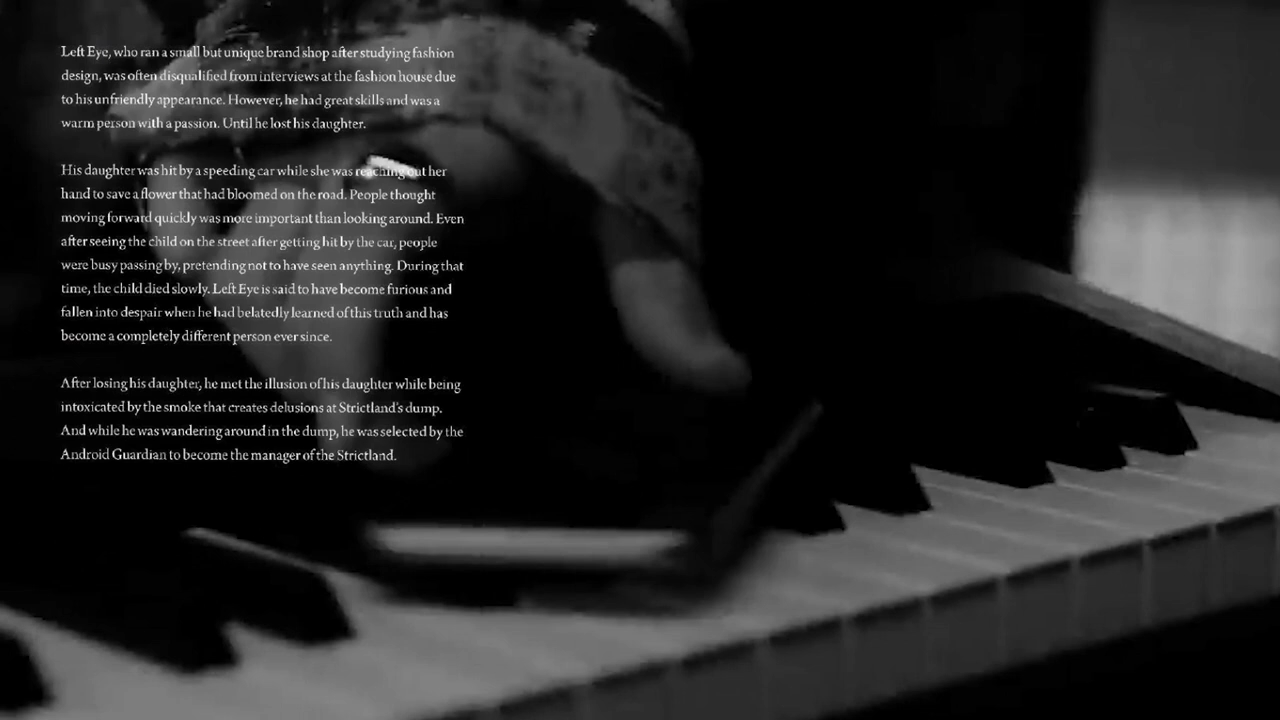 Left Eye, who ran a small but unique brand shop after studying fashion
design, was often disqualified from interviews at the fashion house due
to his unfriendly appearance. However, he had great skills and was a
warm person with a passion. Until he lost his daughter.
His daughter was hit by a speeding car while she was reaching out her
hand to save a flower that had bloomed on the road. People thought
moving forward quickly was more important than looking around. Even
after seeing the child on the street after getting hit by the car, people
were busy passing by, pretending not to have seen anything. During that
time, the child died slowly. Left Eye is said to have become furious and
fallen into despair when he had belatedly learned of this truth and has
become a completely different person ever since.
After losing his daughter, he met the illusion of his daughter while being
intoxicated by the smoke that creates delusions at Strictland's dump.
And while he was wandering around in the dump, he was selected by the
Android Guardian to become the manager of the Strictland.